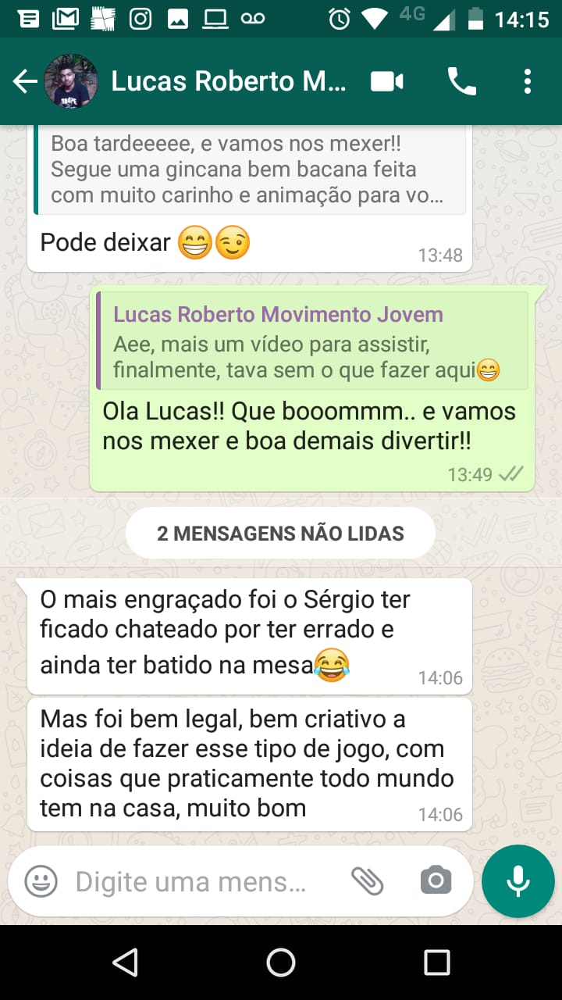 4G 14:15
Lucas Roberto M...
Boa tardeeeee, e vamos nos mexer!!
Segue uma gincana bem bacana feita
com muito carinho e animação para vo...
Pode deixar 😁😉
13:48
Lucas Roberto Movimento Jovem
Aee, mais um vídeo para assistir,
finalmente, tava sem o que fazer aqui😁
Ola Lucas!! Que booommm.. e vamos
nos mexer e boa demais divertir!!
13:49
2 MENSAGENS NÃO LIDAS
O mais engraçado foi o Sérgio ter
ficado chateado por ter errado e
ainda ter batido na mesa😂
14:06
Mas foi bem legal, bem criativo a
ideia de fazer esse tipo de jogo, com
coisas que praticamente todo mundo
tem na casa, muito bom
14:06
Digite uma mens...